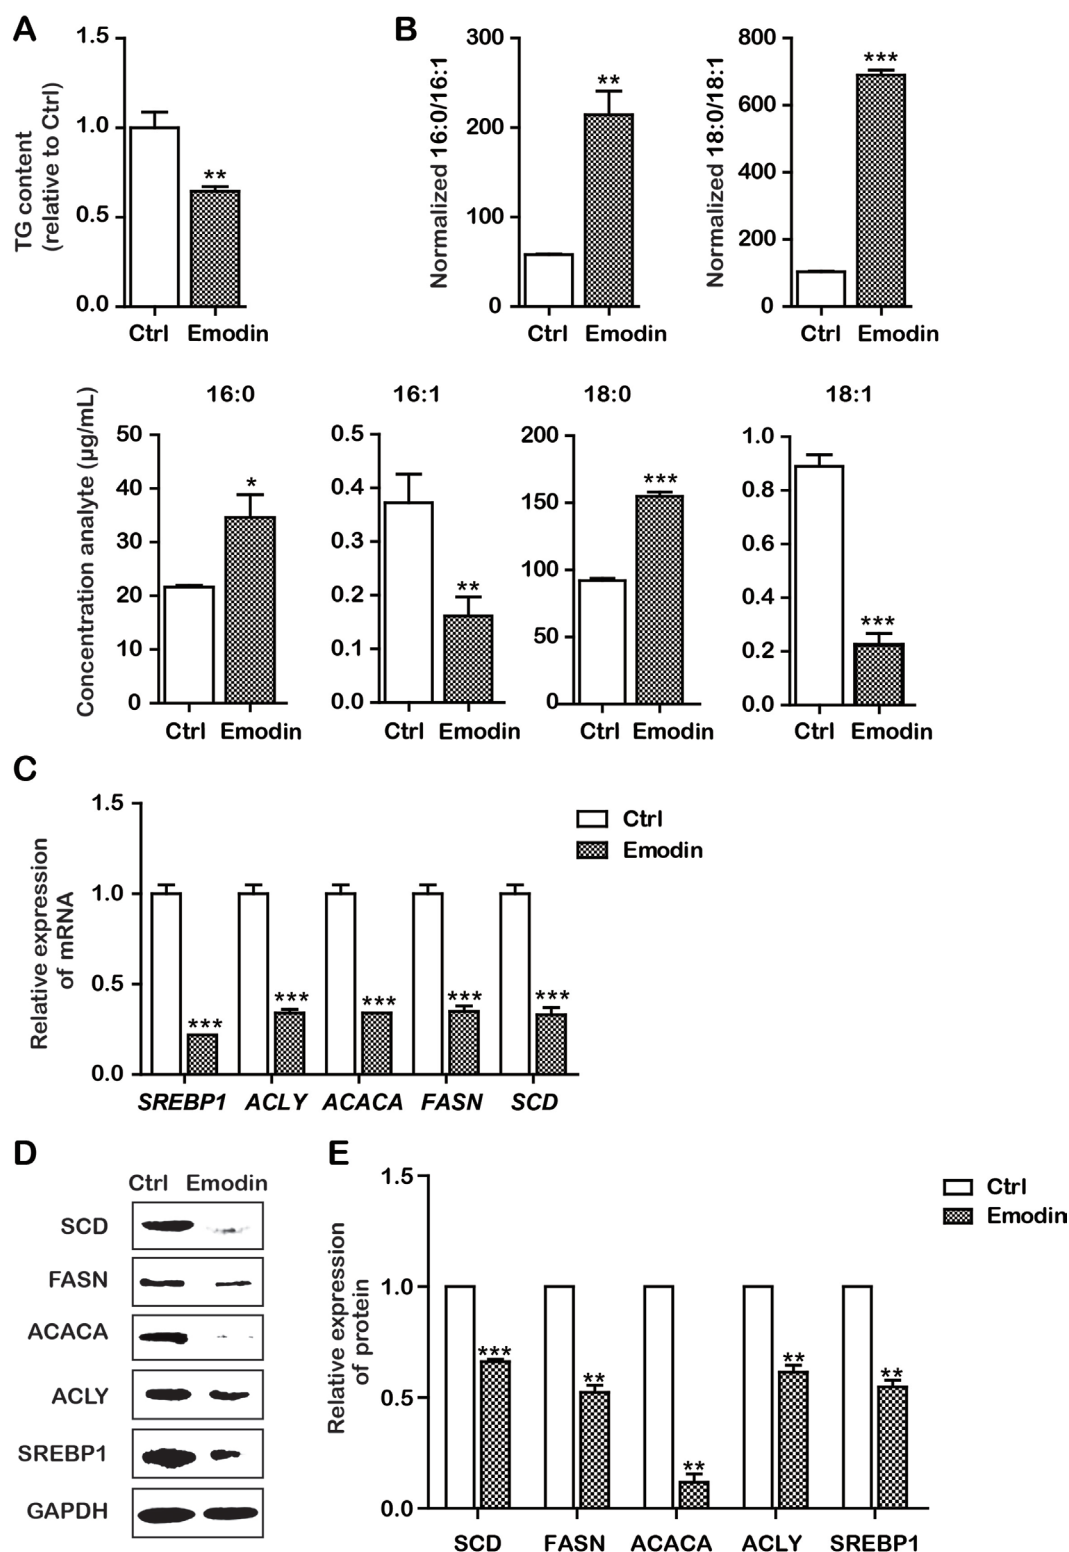 A
1.5
1.0
0.5
0.0
TG content
(relative to Ctrl)
**
Ctrl Emodin
B
300
200
100
0
Normalized 16:0/16:1
**
Ctrl Emodin
800
600
400
200
0
Normalized 18:0/18:1
***
Ctrl Emodin
Concentration analyte (µg/mL)
16:0
50
40
30
20
10
0
*
Ctrl Emodin
16:1
0.5
0.4
0.3
0.2
0.1
0.0
**
Ctrl Emodin
18:0
200
150
100
50
0
***
Ctrl Emodin
18:1
1.0
0.8
0.6
0.4
0.2
0.0
***
Ctrl Emodin
C
1.5
1.0
0.5
0.0
Relative expression
of mRNA
Ctrl
Emodin
*** *** *** *** ***
SREBP1 ACLY ACACA FASN SCD
D
Ctrl Emodin
SCD
FASN
ACACA
ACLY
SREBP1
GAPDH
E
1.5
1.0
0.5
0.0
Relative expression
of protein
Ctrl
Emodin
*** ** ** ** **
SCD FASN ACACA ACLY SREBP1